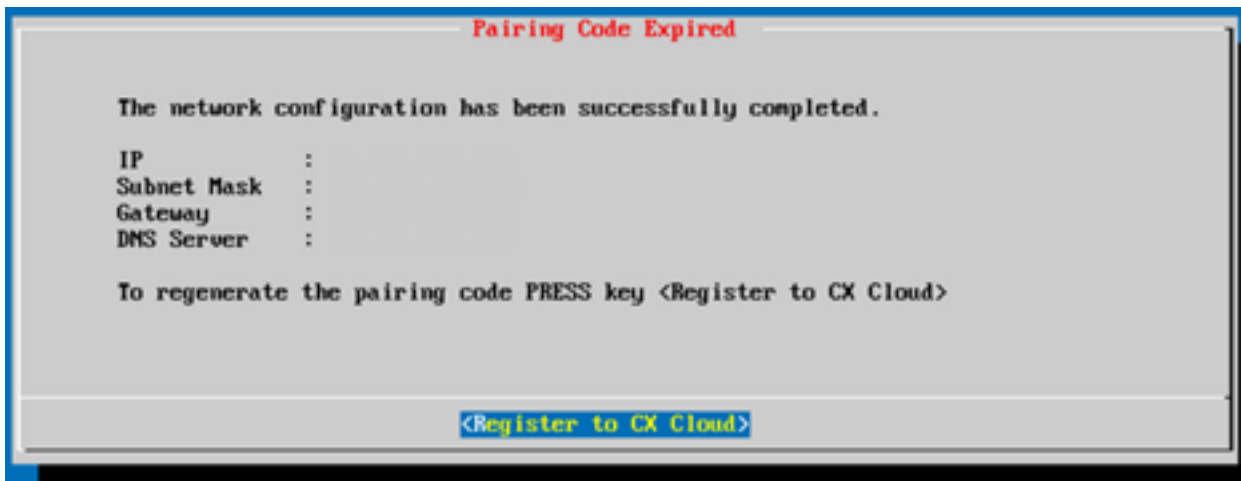 Pairing Code Expired
The network configuration has been successfully completed.
IP :
Subnet Mask :
Gateway :
DNS Server :
To regenerate the pairing code PRESS key <Register to CX Cloud>
<Register to CX Cloud>